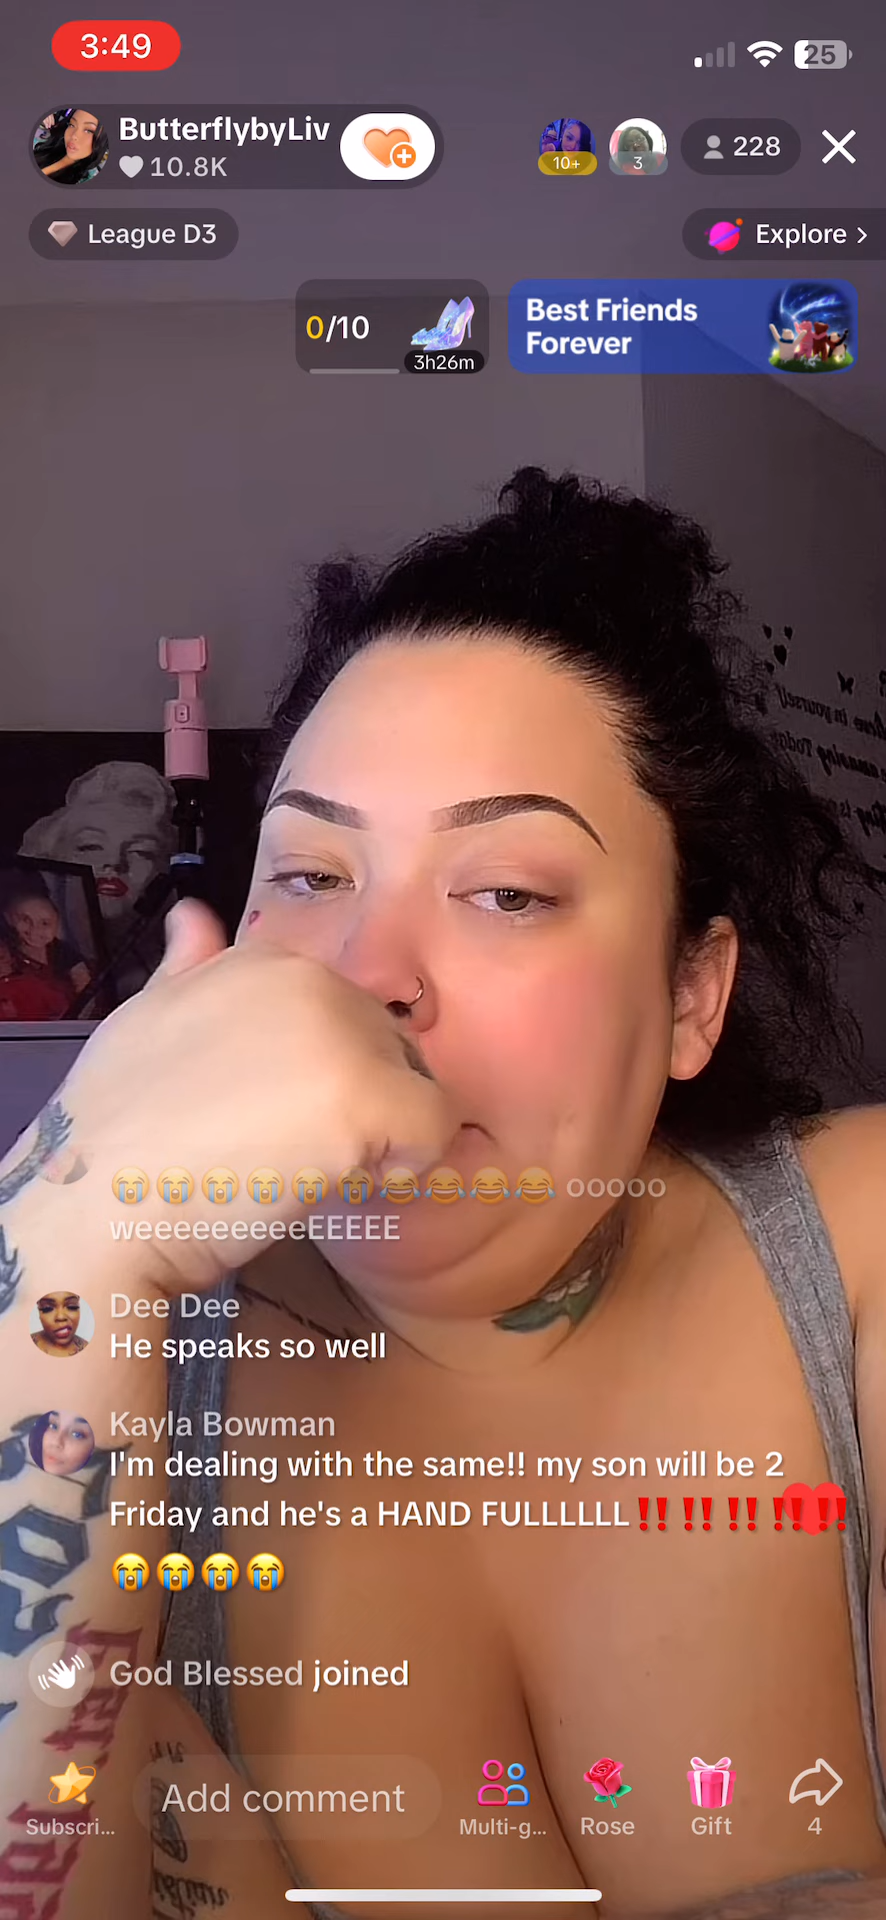 3:49
25
ButterflybyLiv
10.8K
10+
3
228
League D3
Explore
0/10
3h26m
Best Friends
Forever
😭😭😭😭😭😭😂😂😂😂 ooooo
weeeeeeeeeEEEEE
Dee Dee
He speaks so well
Kayla Bowman
I'm dealing with the same!! my son will be 2
Friday and he's a HAND FULLLLLL‼️‼️‼️‼️‼️
😭😭😭😭
God Blessed joined
Add comment
Subscri...
Multi-g...
Rose
Gift
4